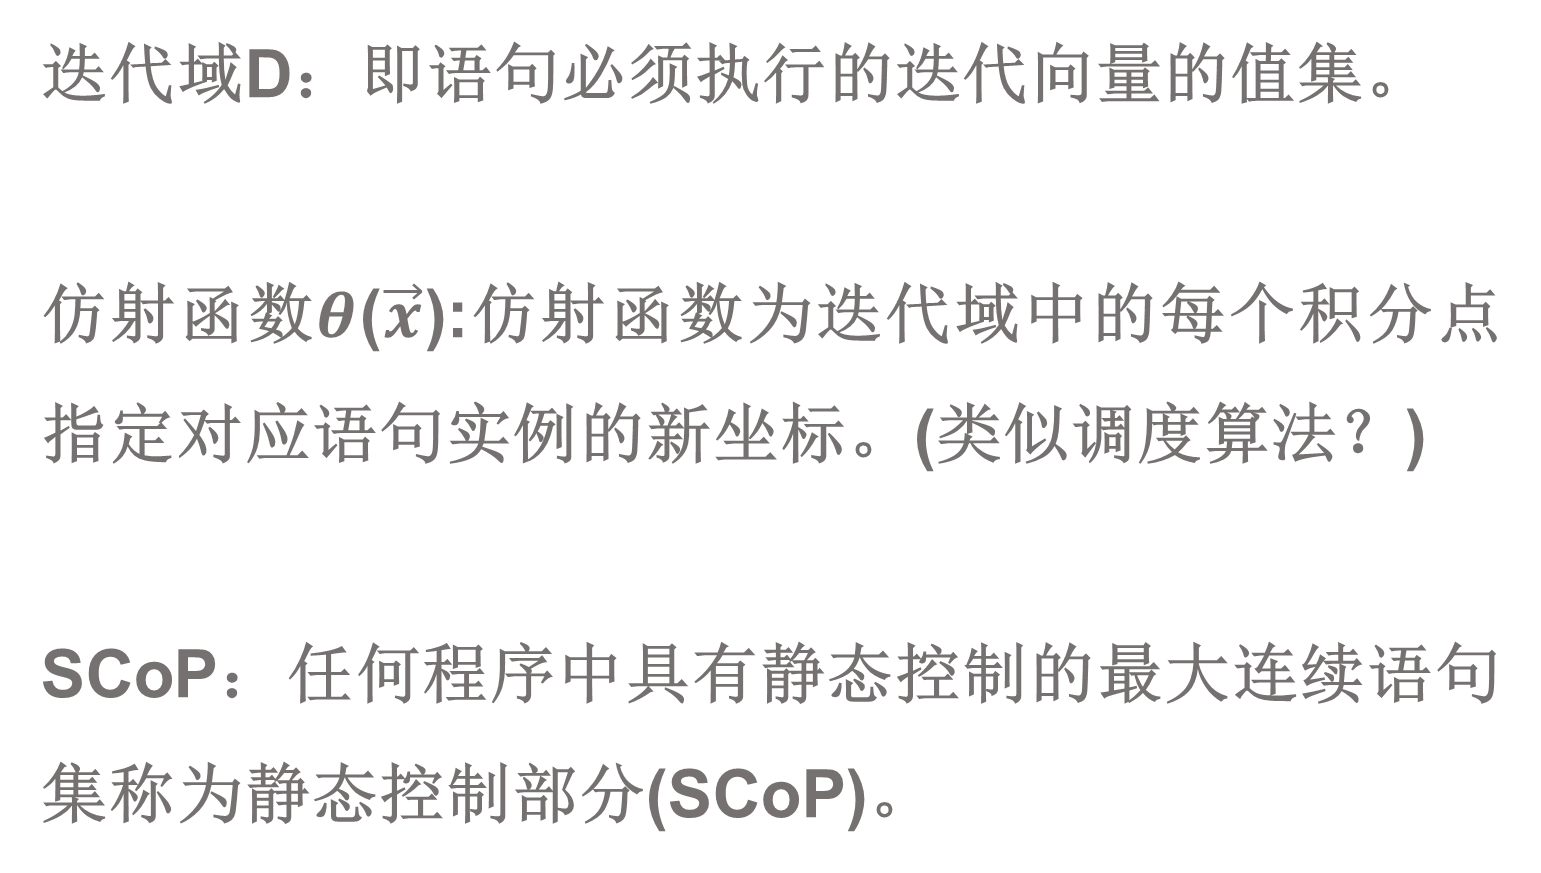 迭代域D：即语句必须执行的迭代向量的值集。
仿射函数θ(x⃗):仿射函数为迭代域中的每个积分点
指定对应语句实例的新坐标。(类似调度算法？)
SCoP：任何程序中具有静态控制的最大连续语句
集称为静态控制部分(SCoP)。